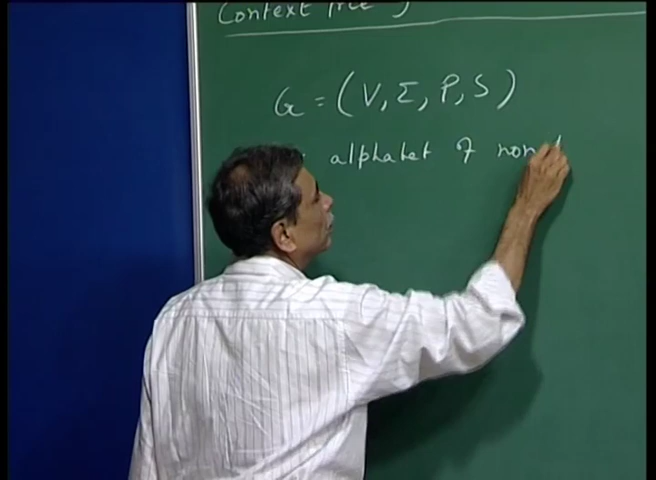 Context free
G = (V, Σ, P, S)
alphabet of non